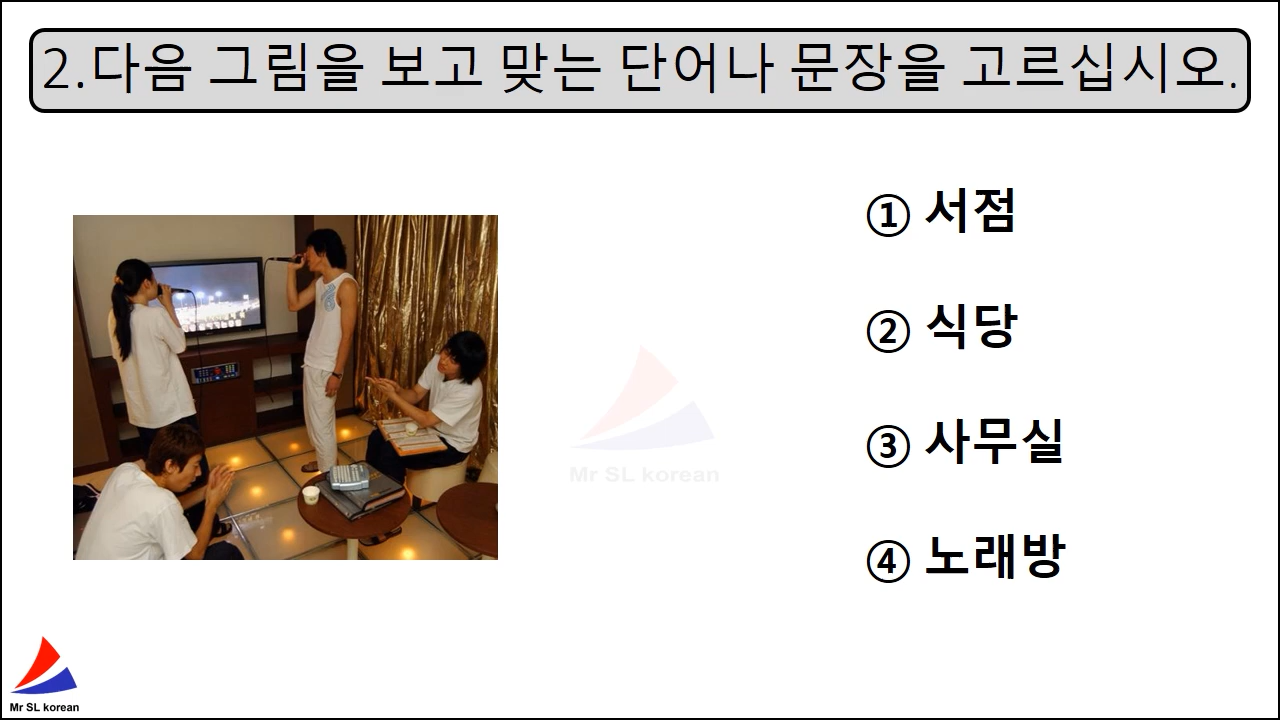 2.다음 그림을 보고 맞는 단어나 문장을 고르십시오.
① 서점
② 식당
③ 사무실
④ 노래방
Mr SL korean
Mr SL korean